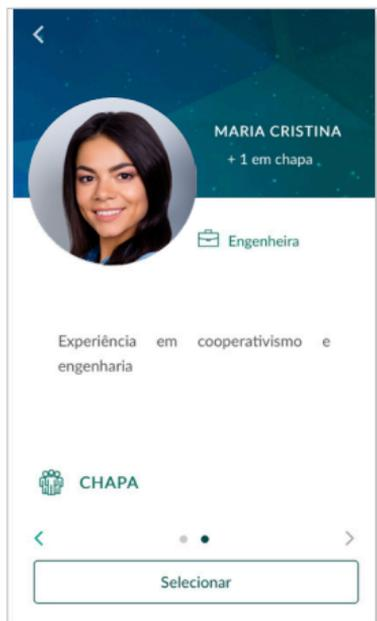 MARIA CRISTINA
+ 1 em chapa
Engenheira
Experiência em cooperativismo e
engenharia
CHAPA
Selecionar